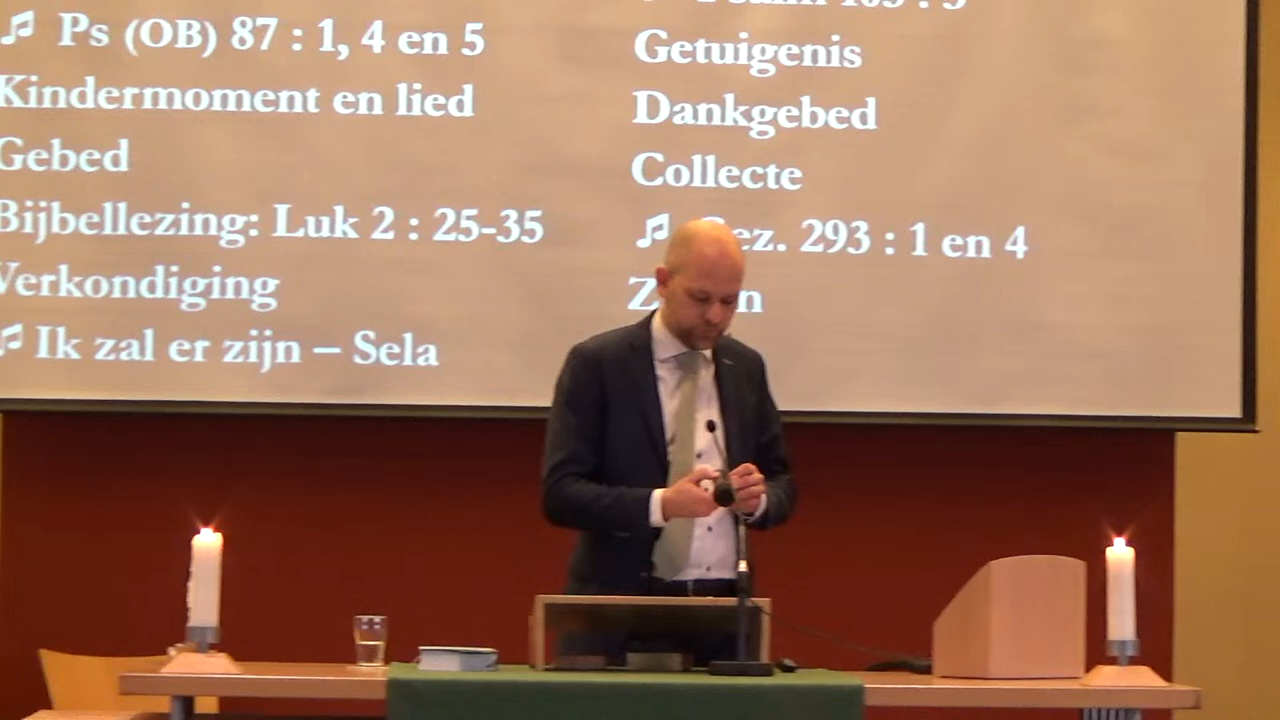 ♫ Ps (OB) 87 : 1, 4 en 5
Kindermoment en lied
Gebed
Bijbellezing: Luk 2 : 25-35
Verkondiging
♫ Ik zal er zijn – Sela
Getuigenis
Dankgebed
Collecte
♫ 293 : 1 en 4